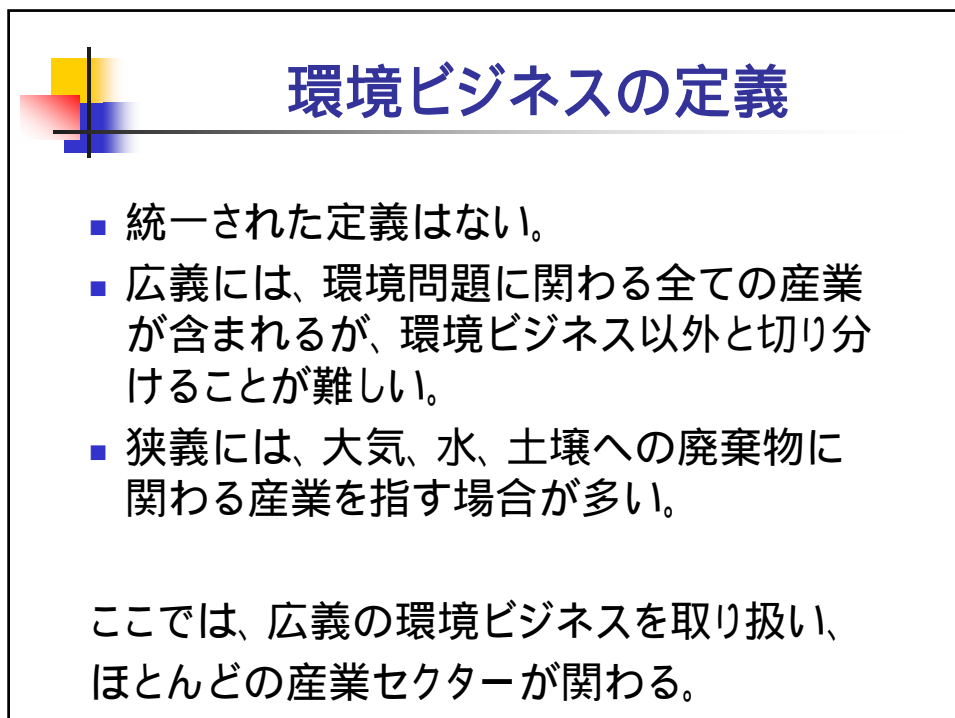 環境ビジネスの定義
統一された定義はない。
広義には、環境問題に関わる全ての産業
が含まれるが、環境ビジネス以外と切り分
けることが難しい。
狭義には、大気、水、土壌への廃棄物に
関わる産業を指す場合が多い。
ここでは、広義の環境ビジネスを取り扱い、
ほとんどの産業セクターが関わる。